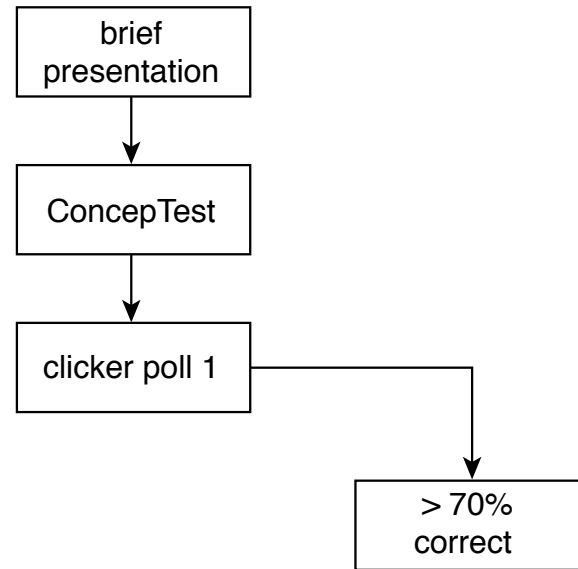 brief
presentation
ConcepTest
clicker poll 1
> 70%
correct